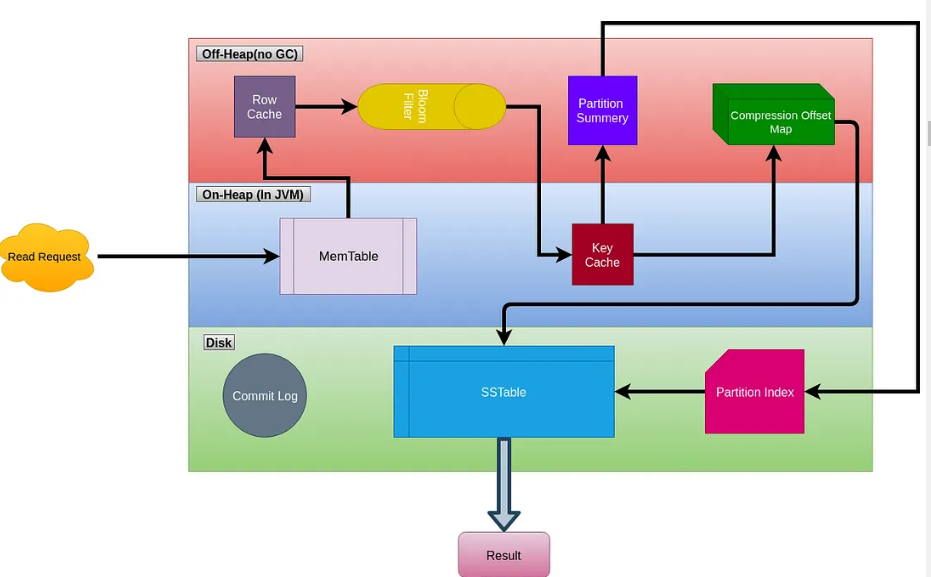 Off-Heap(no GC)
Row
Cache
Bloom
Filter
Partition
Summery
Compression Offset
Map
On-Heap (In JVM)
Read Request
MemTable
Key
Cache
Disk
Commit Log
SSTable
Partition Index
Result